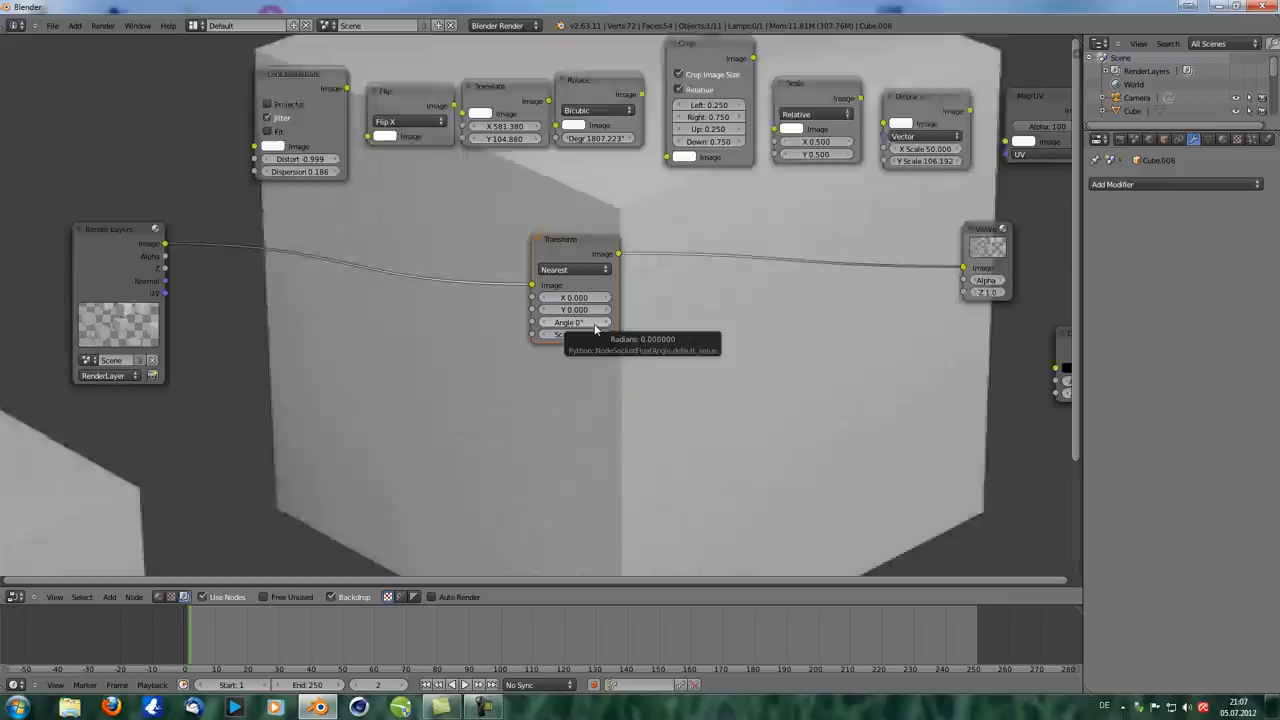 Blender
File
Add
Render
Window
Help
Default
Scene
Blender Render
v2.63.11 | Verts:72 | Faces:54 | Objects:1/11 | Lamps:0/1 | Mem:11.81M (307.76M) | Cube.008
View
Search
All Scenes
Scene
RenderLayers
World
Camera
Cube
Cube.008
Add Modifier
Image
Projector
Jitter
Fit
Image
Distort -0.999
Dispersion 0.186
Flip
Image
Flip X
Image
Translate
Image
Image
X 581.380
Y 104.880
Rotate
Image
Bicubic
Image
Degr 1807.223°
Crop
Image
Crop Image Size
Relative
Left: 0.250
Right: 0.750
Up: 0.250
Down: 0.750
Image
Scale
Image
Relative
Image
X 0.500
Y 0.500
Image
Image
Vector
X Scale 50.000
Y Scale 106.192
Map UV
Alpha: 100
Image
UV
Render Layers
Image
Alpha
Z
Normal
UV
Scene
3
RenderLayer
Transform
Image
Nearest
Image
X 0.000
Y 0.000
Angle 0°
Radians: 0.000000
Python: NodeSocketFloatAngle.default_value
Image
Alpha
Z 1.0
View
Select
Add
Node
Use Nodes
Free Unused
Backdrop
Auto Render
-50 -40 -30 -20 -10 0 10 20 30 40 50 60 70 80 90 100 110 120 130 140 150 160 170 180 190 200 210 220 230 240 250 260 270 280
View
Marker
Frame
Playback
Start: 1
End: 250
2
No Sync
DE
21:07
05.07.2012